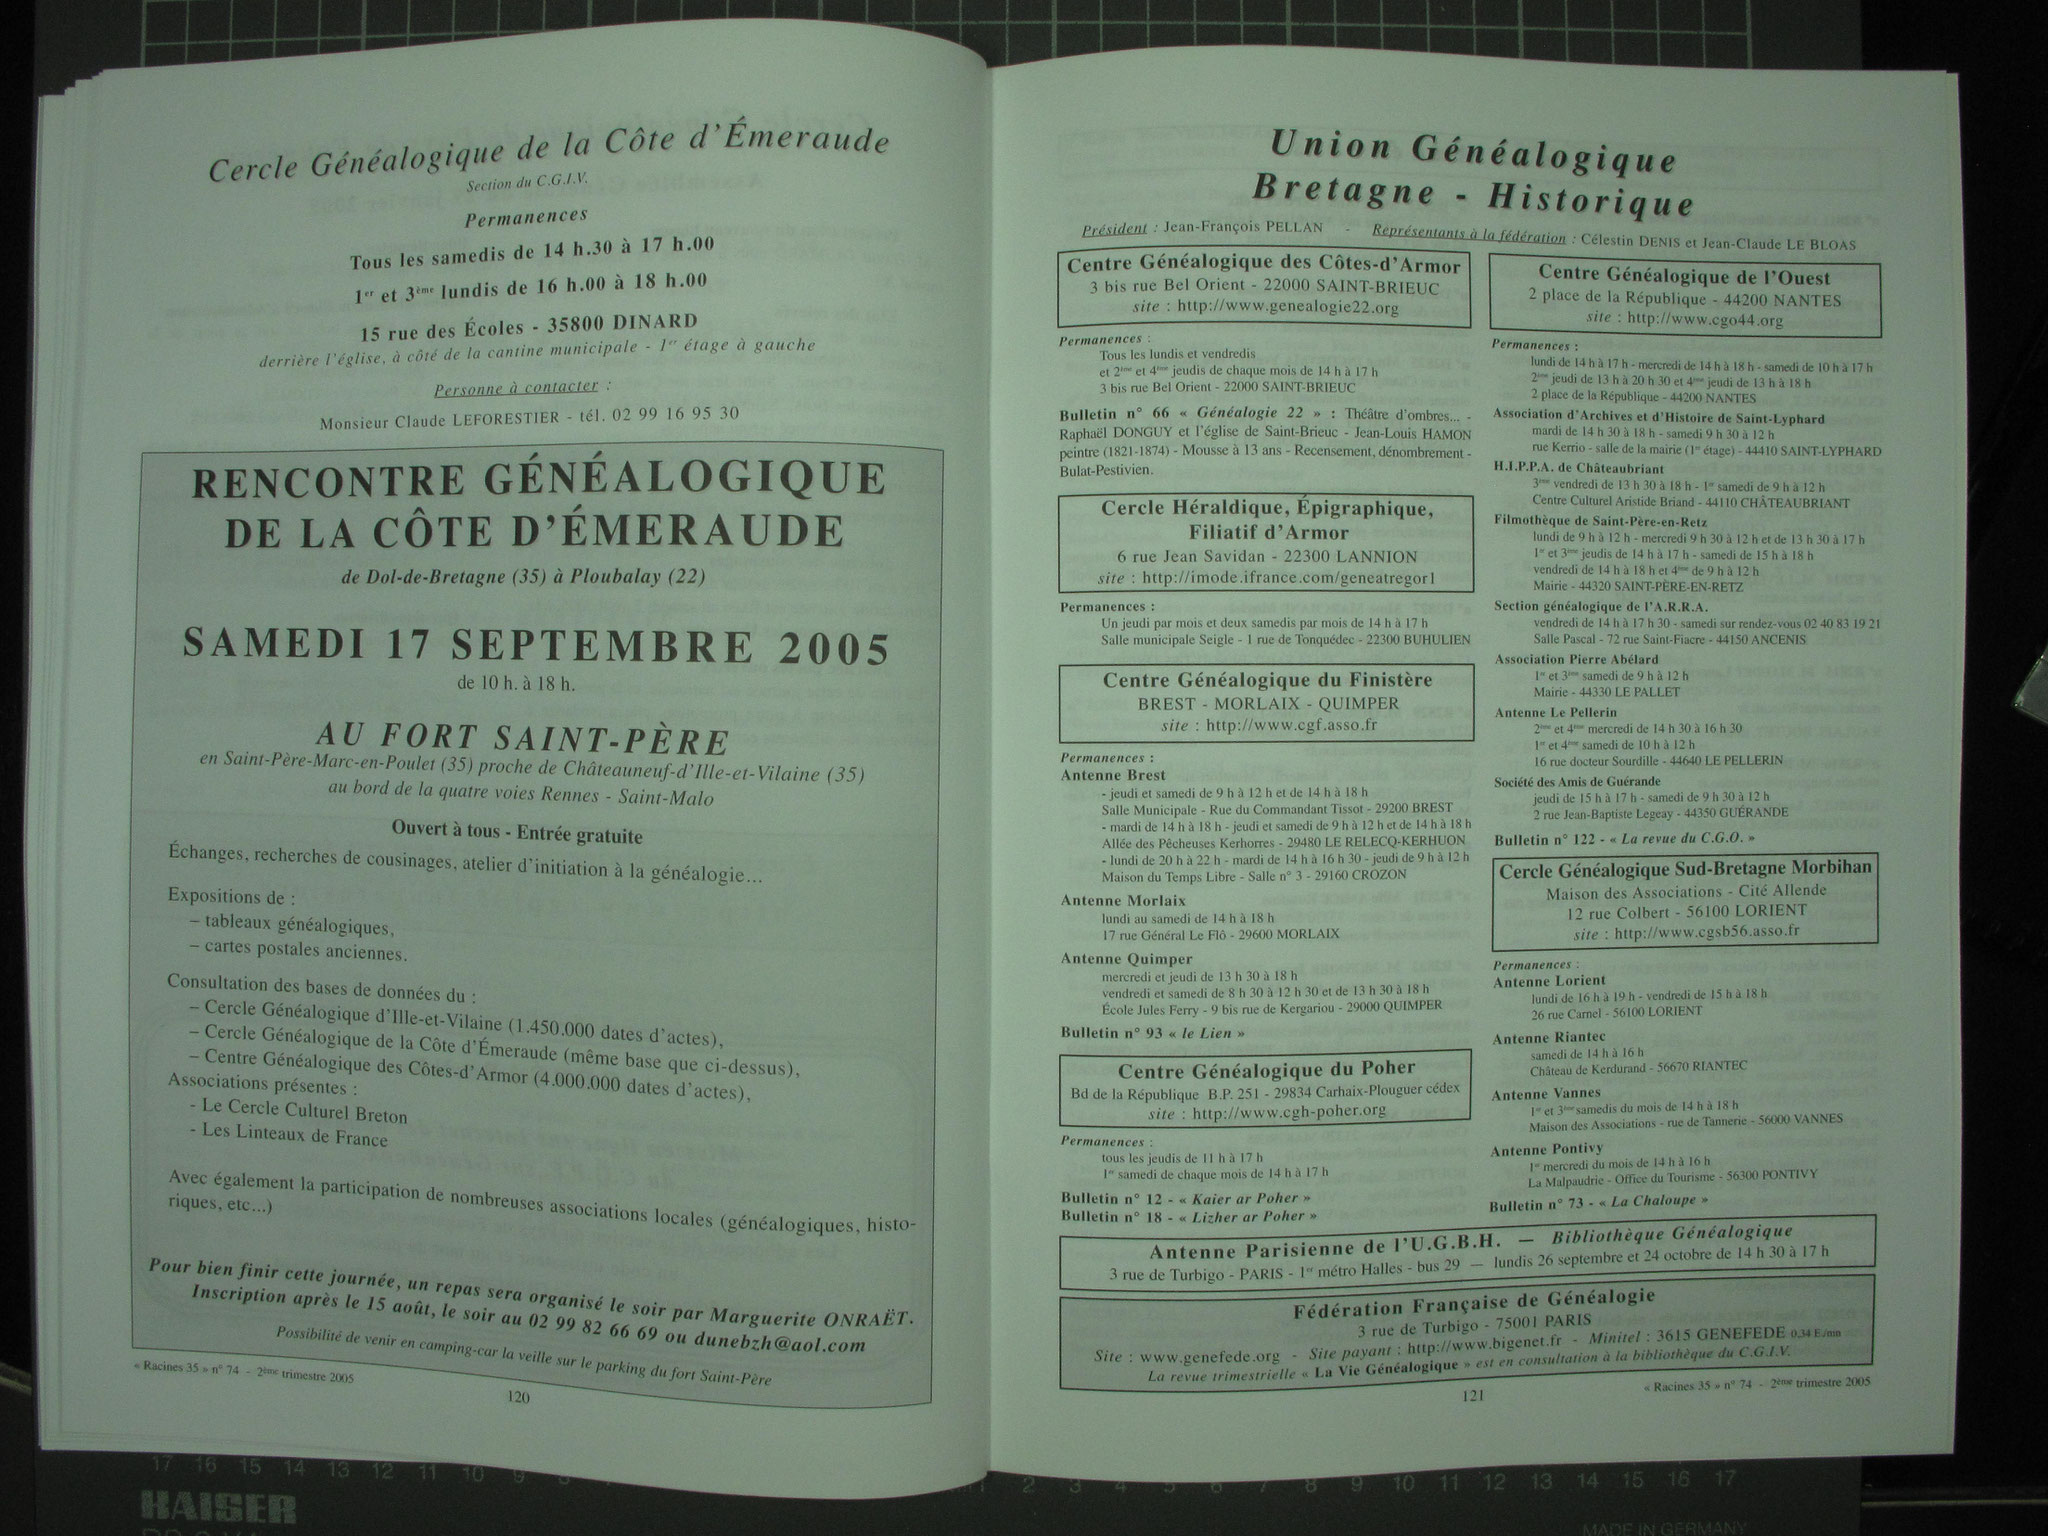 Cercle Généalogique de la Côte d'Émeraude
Section du C.G.I.V.
Permanences
Tous les samedis de 14 h.30 à 17 h.00
1er et 3ème lundis de 16 h.00 à 18 h.00
15 rue des Écoles - 35800 DINARD
derrière l'église, à côté de la cantine municipale - 1er étage à gauche
Personne à contacter :
Monsieur Claude LEFORESTIER - tél. 02 99 16 95 30
RENCONTRE GÉNÉALOGIQUE
DE LA CÔTE D'ÉMERAUDE
de Dol-de-Bretagne (35) à Ploubalay (22)
SAMEDI 17 SEPTEMBRE 2005
de 10 h. à 18 h.
AU FORT SAINT-PÈRE
en Saint-Père-Marc-en-Poulet (35) proche de Châteauneuf-d'Ille-et-Vilaine (35)
au bord de la quatre voies Rennes - Saint-Malo
Ouvert à tous - Entrée gratuite
Échanges, recherches de cousinages, atelier d'initiation à la généalogie...
Expositions de :
– tableaux généalogiques,
– cartes postales anciennes.
Consultation des bases de données du :
– Cercle Généalogique d'Ille-et-Vilaine (1.450.000 dates d'actes),
– Cercle Généalogique de la Côte d'Émeraude (même base que ci-dessus),
– Centre Généalogique des Côtes-d'Armor (4.000.000 dates d'actes),
Associations présentes :
- Le Cercle Culturel Breton
- Les Linteaux de France
Avec également la participation de nombreuses associations locales (généalogiques, histo-
riques, etc...)
Pour bien finir cette journée, un repas sera organisé le soir par Marguerite ONRAËT.
Inscription après le 15 août, le soir au 02 99 82 66 69 ou dunebzh@aol.com
Possibilité de venir en camping-car la veille sur le parking du fort Saint-Père
« Racines 35 » n° 74 - 2ème trimestre 2005
120
Union Généalogique
Bretagne - Historique
Président : Jean-François PELLAN - Représentants à la fédération : Célestin DENIS et Jean-Claude LE BLOAS
Centre Généalogique des Côtes-d'Armor
3 bis rue Bel Orient - 22000 SAINT-BRIEUC
site : http://www.genealogie22.org
Permanences :
Tous les lundis et vendredis
et 2ème et 4ème jeudis de chaque mois de 14 h à 17 h
3 bis rue Bel Orient - 22000 SAINT-BRIEUC
Bulletin n° 66 « Généalogie 22 » : Théâtre d'ombres... -
Raphaël DONGUY et l'église de Saint-Brieuc - Jean-Louis HAMON
peintre (1821-1874) - Mousse à 13 ans - Recensement, dénombrement -
Bulat-Pestivien.
Cercle Héraldique, Épigraphique,
Filiatif d'Armor
6 rue Jean Savidan - 22300 LANNION
site : http://imode.ifrance.com/geneatregor1
Permanences :
Un jeudi par mois et deux samedis par mois de 14 h à 17 h
Salle municipale Seigle - 1 rue de Tonquédec - 22300 BUHULIEN
Centre Généalogique du Finistère
BREST - MORLAIX - QUIMPER
site : http://www.cgf.asso.fr
Permanences :
Antenne Brest
- jeudi et samedi de 9 h à 12 h et de 14 h à 18 h
Salle Municipale - Rue du Commandant Tissot - 29200 BREST
- mardi de 14 h à 18 h - jeudi et samedi de 9 h à 12 h et de 14 h à 18 h
Allée des Pêcheuses Kerhorres - 29480 LE RELECQ-KERHUON
- lundi de 20 h à 22 h - mardi de 14 h à 16 h 30 - jeudi de 9 h à 12 h
Maison du Temps Libre - Salle n° 3 - 29160 CROZON
Antenne Morlaix
lundi au samedi de 14 h à 18 h
17 rue Général Le Flô - 29600 MORLAIX
Antenne Quimper
mercredi et jeudi de 13 h 30 à 18 h
vendredi et samedi de 8 h 30 à 12 h 30 et de 13 h 30 à 18 h
École Jules Ferry - 9 bis rue de Kergariou - 29000 QUIMPER
Bulletin n° 93 « le Lien »
Centre Généalogique du Poher
Bd de la République B.P. 251 - 29834 Carhaix-Plouguer cédex
site : http://www.cgh-poher.org
Permanences :
tous les jeudis de 11 h à 17 h
1er samedi de chaque mois de 14 h à 17 h
Bulletin n° 12 - « Kaier ar Poher »
Bulletin n° 18 - « Lizher ar Poher »
Centre Généalogique de l'Ouest
2 place de la République - 44200 NANTES
site : http://www.cgo44.org
Permanences :
lundi de 14 h à 17 h - mercredi de 14 h à 18 h - samedi de 10 h à 17 h
2ème jeudi de 13 h à 20 h 30 et 4ème jeudi de 13 h à 18 h
2 place de la République - 44200 NANTES
Association d'Archives et d'Histoire de Saint-Lyphard
mardi de 14 h 30 à 18 h - samedi 9 h 30 à 12 h
rue Kerrio - salle de la mairie (1er étage) - 44410 SAINT-LYPHARD
H.I.P.P.A. de Châteaubriant
3ème vendredi de 13 h 30 à 18 h - 1er samedi de 9 h à 12 h
Centre Culturel Aristide Briand - 44110 CHÂTEAUBRIANT
Filmothèque de Saint-Père-en-Retz
lundi de 9 h à 12 h - mercredi 9 h 30 à 12 h et de 13 h 30 à 17 h
1er et 3ème jeudis de 14 h à 17 h - samedi de 15 h à 18 h
vendredi de 14 h à 18 h et 4ème de 9 h à 12 h
Mairie - 44320 SAINT-PÈRE-EN-RETZ
Section généalogique de l'A.R.R.A.
vendredi de 14 h à 17 h 30 - samedi sur rendez-vous 02 40 83 19 21
Salle Pascal - 72 rue Saint-Fiacre - 44150 ANCENIS
Association Pierre Abélard
1er et 3ème samedi de 9 h à 12 h
Mairie - 44330 LE PALLET
Antenne Le Pellerin
2ème et 4ème mercredi de 14 h 30 à 16 h 30
1er et 4ème samedi de 10 h à 12 h
16 rue docteur Sourdille - 44640 LE PELLERIN
Société des Amis de Guérande
jeudi de 15 h à 17 h - samedi de 9 h 30 à 12 h
2 rue Jean-Baptiste Legeay - 44350 GUÉRANDE
Bulletin n° 122 - « La revue du C.G.O. »
Cercle Généalogique Sud-Bretagne Morbihan
Maison des Associations - Cité Allende
12 rue Colbert - 56100 LORIENT
site : http://www.cgsb56.asso.fr
Permanences :
Antenne Lorient
lundi de 16 h à 19 h - vendredi de 15 h à 18 h
26 rue Carnel - 56100 LORIENT
Antenne Riantec
samedi de 14 h à 16 h
Château de Kerdurand - 56670 RIANTEC
Antenne Vannes
1er et 3ème samedis du mois de 14 h à 18 h
Maison des Associations - rue de Tannerie - 56000 VANNES
Antenne Pontivy
1er mercredi du mois de 14 h à 16 h
La Malpaudrie - Office du Tourisme - 56300 PONTIVY
Bulletin n° 73 - « La Chaloupe »
Antenne Parisienne de l'U.G.B.H. — Bibliothèque Généalogique
3 rue de Turbigo - PARIS - 1er métro Halles - bus 29 — lundis 26 septembre et 24 octobre de 14 h 30 à 17 h
Fédération Française de Généalogie
3 rue de Turbigo - 75001 PARIS
Site : www.genefede.org - Site payant : http://www.bigenet.fr - Minitel : 3615 GENEFEDE 0,34 E./mn
La revue trimestrielle « La Vie Généalogique » est en consultation à la bibliothèque du C.G.I.V.
121
« Racines 35 » n° 74 - 2ème trimestre 2005
17 16 15 14 13 12 11 10 9 1 2 3 4 5 6 7 8 9 10 11 12 13 14 15 16 17
KAISER
MADE IN GERMANY